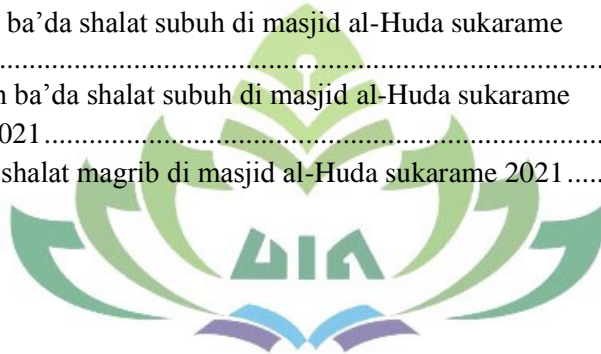 ba’da shalat subuh di masjid al-Huda sukarame
................................................................................
ba’da shalat subuh di masjid al-Huda sukarame
2021................................................................................
shalat magrib di masjid al-Huda sukarame 2021.....
UIN